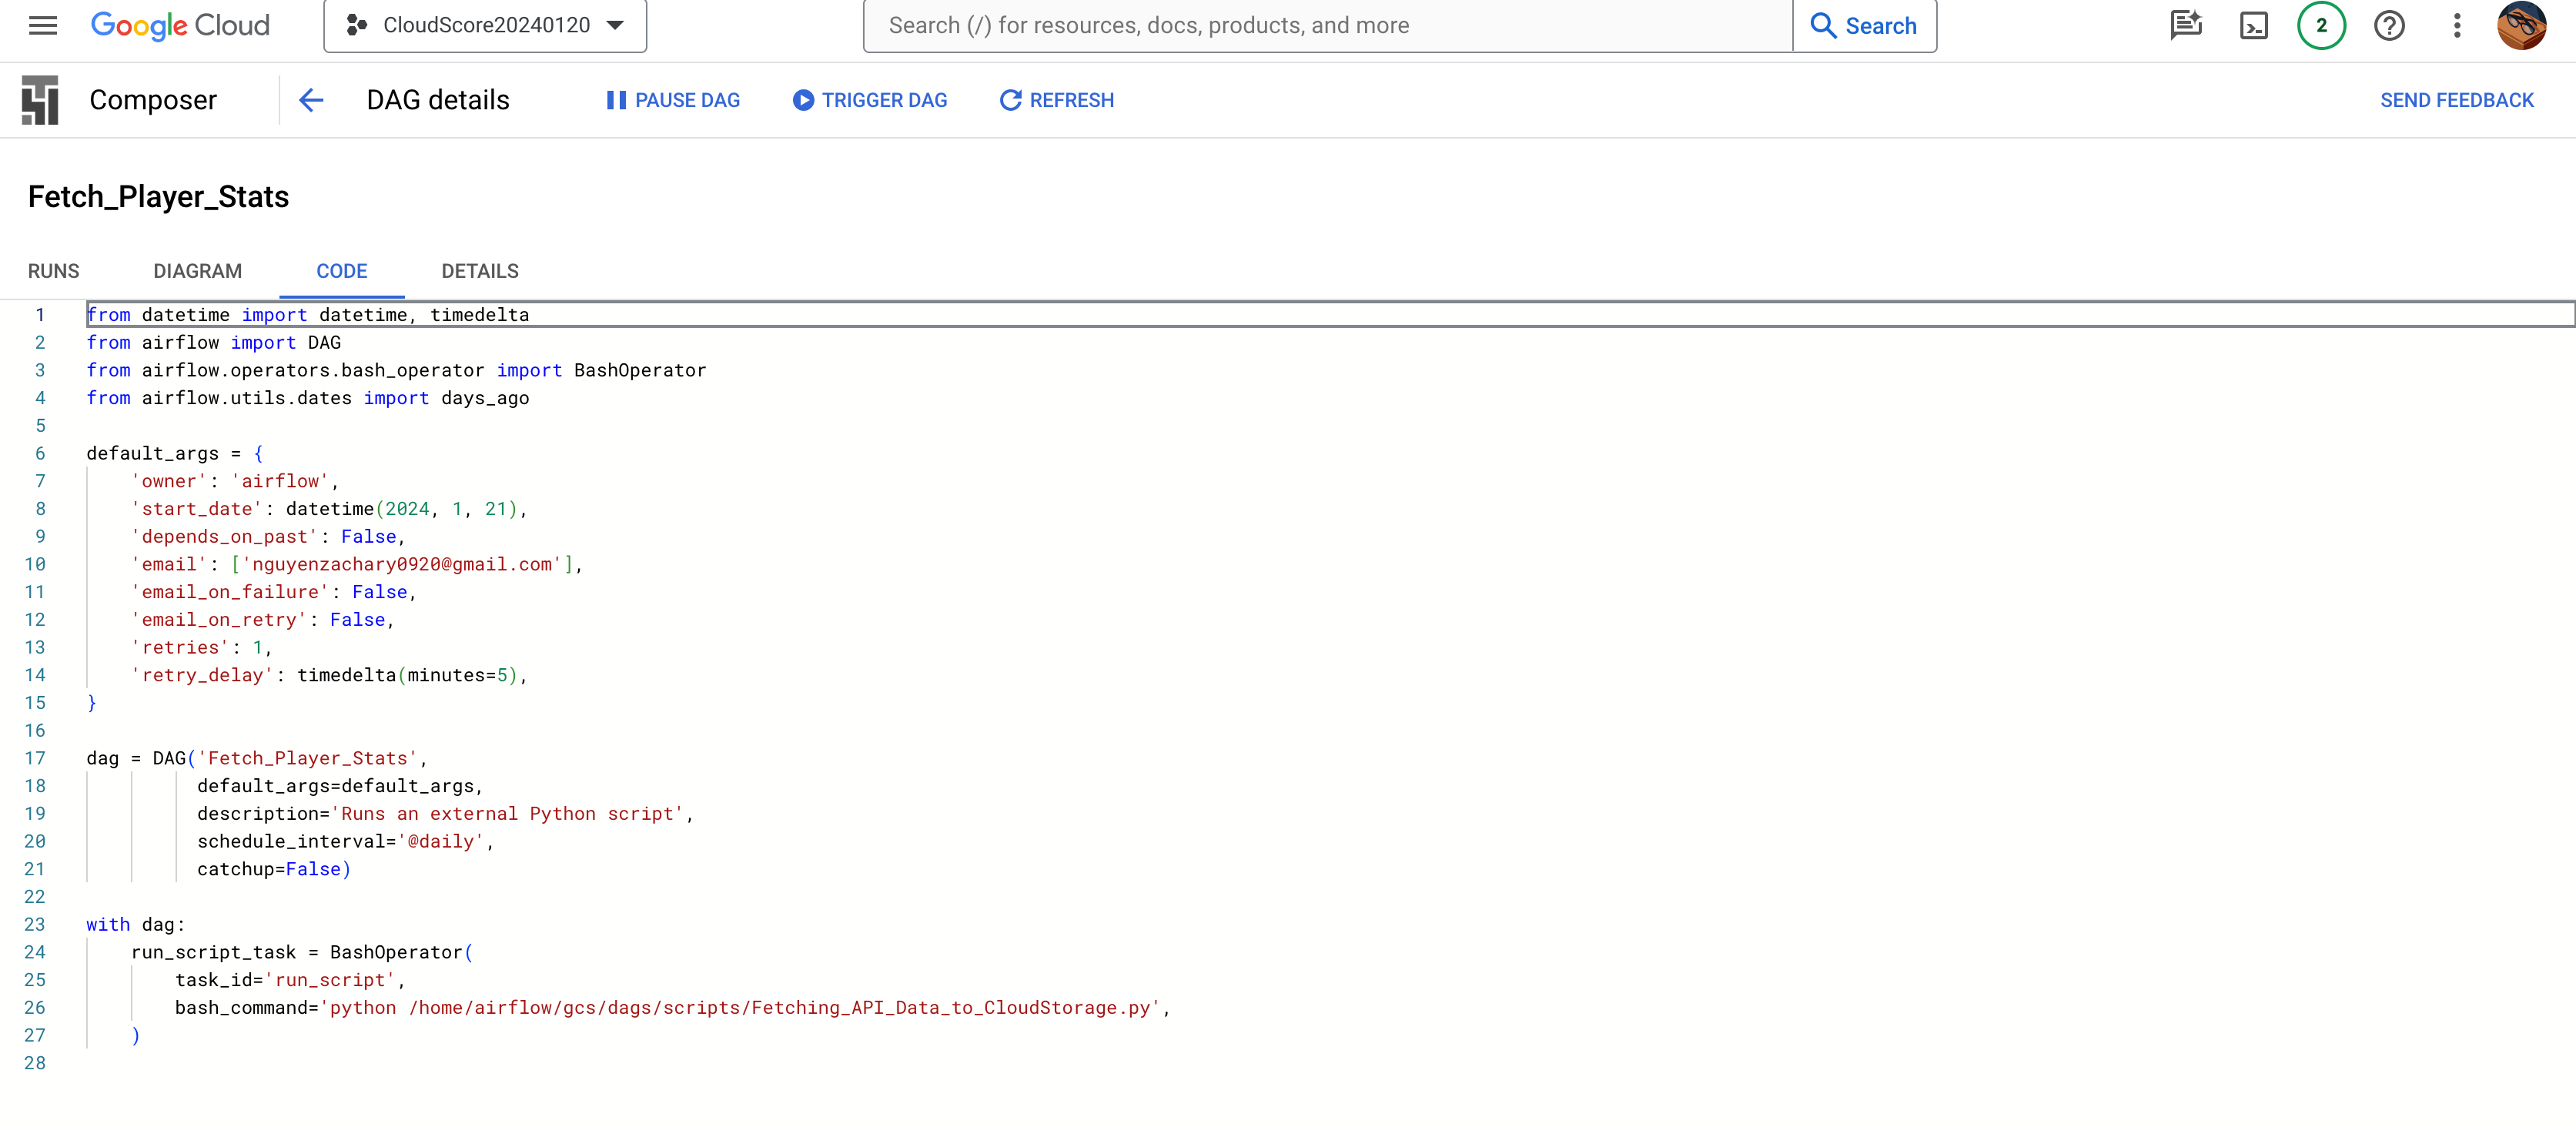 Google Cloud
CloudScore20240120
Search (/) for resources, docs, products, and more
Search
2
Composer
DAG details
PAUSE DAG
TRIGGER DAG
REFRESH
SEND FEEDBACK
Fetch_Player_Stats
RUNS
DIAGRAM
CODE
DETAILS
1 from datetime import datetime, timedelta
2 from airflow import DAG
3 from airflow.operators.bash_operator import BashOperator
4 from airflow.utils.dates import days_ago
5
6 default_args = {
7     'owner': 'airflow',
8     'start_date': datetime(2024, 1, 21),
9     'depends_on_past': False,
10     'email': ['nguyenzachary0920@gmail.com'],
11     'email_on_failure': False,
12     'email_on_retry': False,
13     'retries': 1,
14     'retry_delay': timedelta(minutes=5),
15 }
16
17 dag = DAG('Fetch_Player_Stats',
18           default_args=default_args,
19           description='Runs an external Python script',
20           schedule_interval='@daily',
21           catchup=False)
22
23 with dag:
24     run_script_task = BashOperator(
25         task_id='run_script',
26         bash_command='python /home/airflow/gcs/dags/scripts/Fetching_API_Data_to_CloudStorage.py',
27     )
28